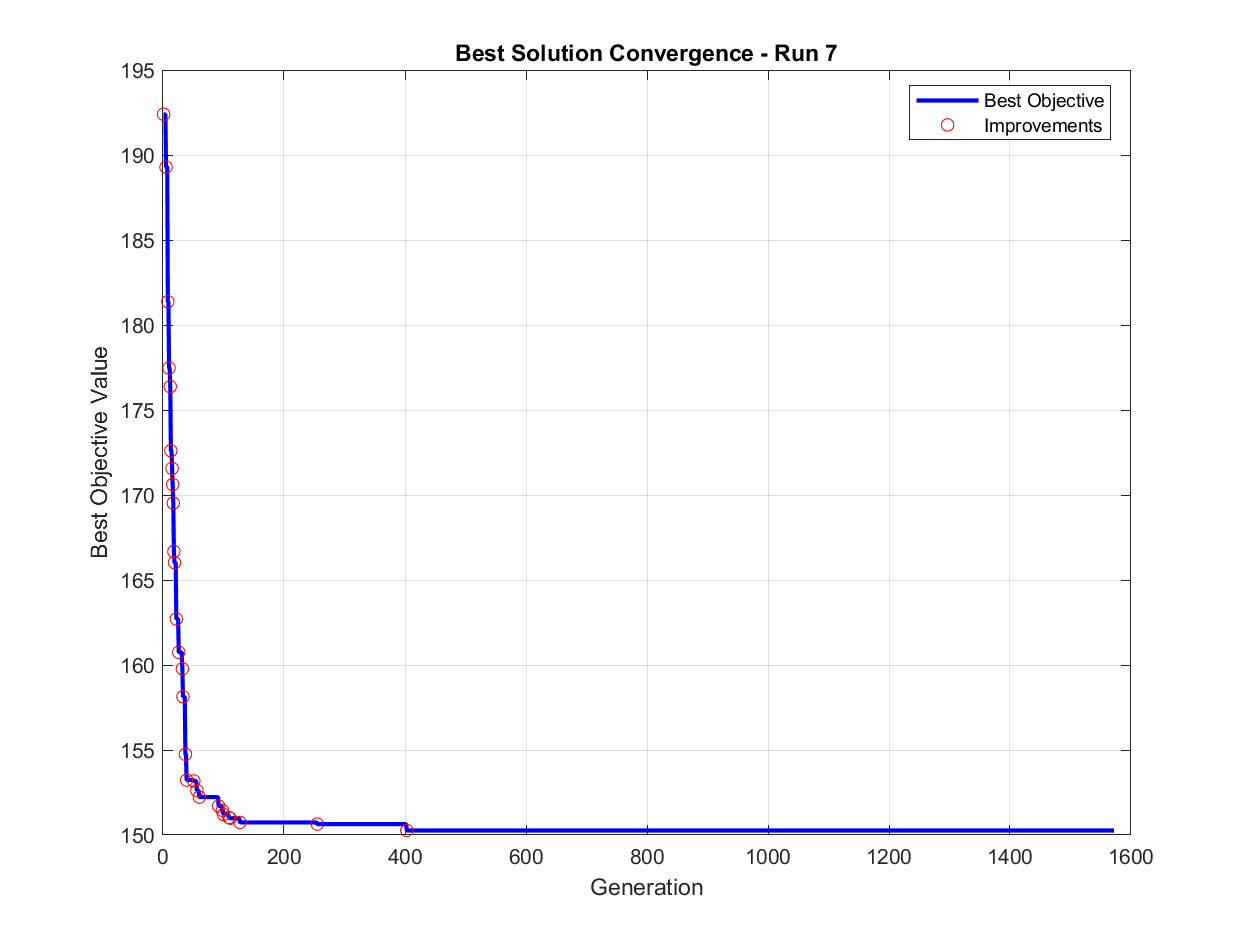 Best Solution Convergence - Run 7
Best Objective
Improvements
195
190
185
180
175
170
165
160
155
150
Best Objective Value
0 200 400 600 800 1000 1200 1400 1600
Generation